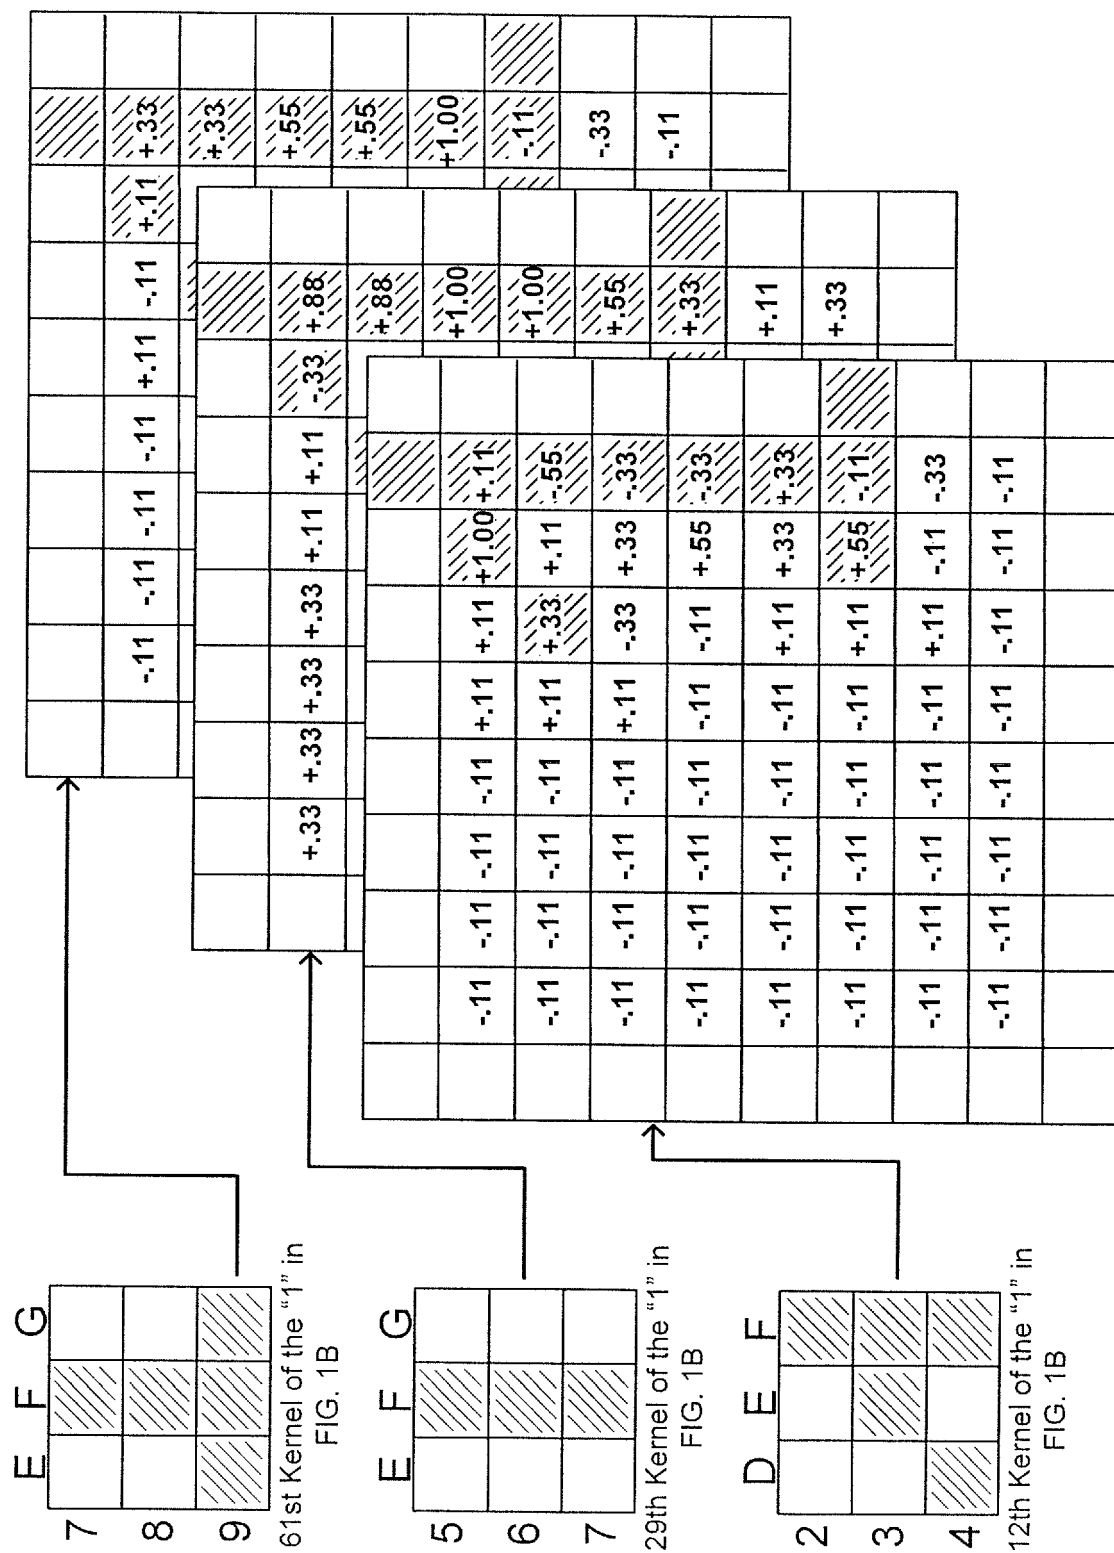 E F G
7
8
9
61st Kernel of the “1” in
FIG. 1B
-.11 -.11 -.11 -.11 +.11 -.11 +.11 +.33
+.33
+.55
+.55
+1.00
-.11
-.33
-.11
E F G
5
6
7
29th Kernel of the “1” in
FIG. 1B
+.33 +.33 +.33 +.33 +.11 +.11 -.33 +.88
+.88
+1.00
+1.00
+.55
+.33
+.11
+.33
D E F
2
3
4
12th Kernel of the “1” in
FIG. 1B
-.11 -.11 -.11 -.11 +.11 +.11 +1.00 +.11
-.11 -.11 -.11 -.11 +.11 +.33 +.11 -.55
-.11 -.11 -.11 -.11 +.11 -.33 +.33 -.33
-.11 -.11 -.11 -.11 -.11 -.11 +.55 -.33
-.11 -.11 -.11 -.11 -.11 +.11 +.33 +.33
-.11 -.11 -.11 -.11 -.11 +.11 +.55 -.11
-.11 -.11 -.11 -.11 -.11 +.11 -.11 -.33
-.11 -.11 -.11 -.11 -.11 -.11 -.11 -.11